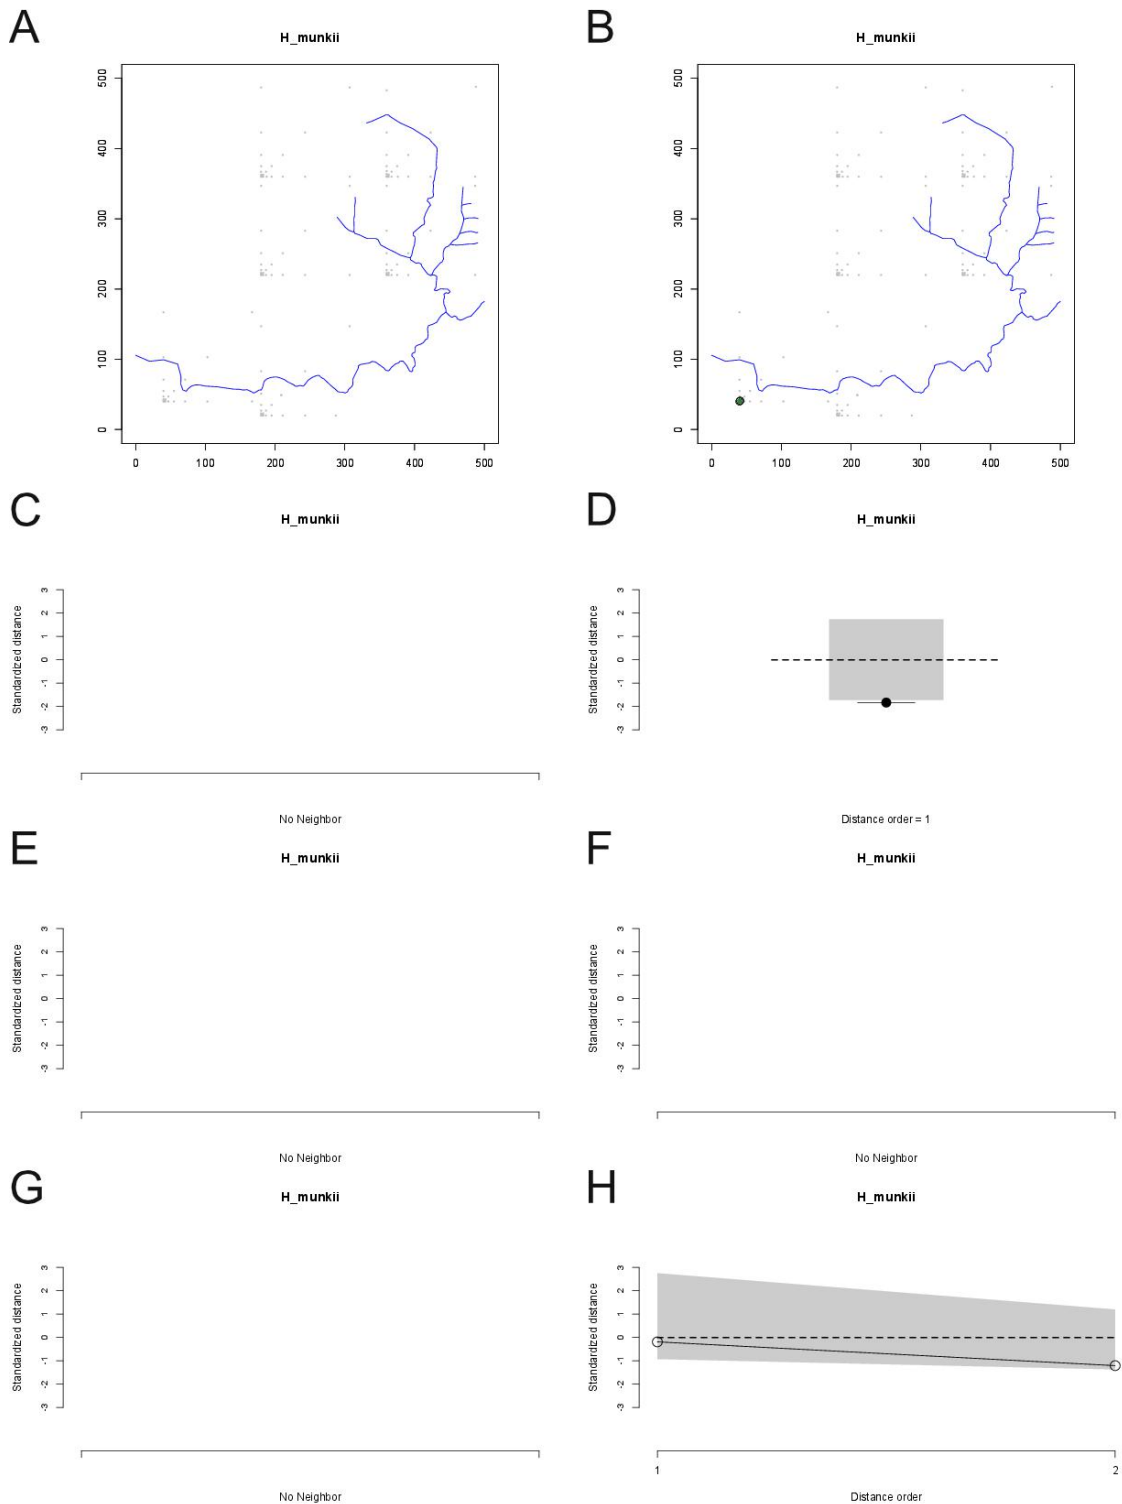 A
H_munkii
500
400
300
200
100
0
0 100 200 300 400 500
B
H_munkii
500
400
300
200
100
0
0 100 200 300 400 500
C
H_munkii
Standardized distance
3
2
1
0
-1
-2
-3
No Neighbor
D
H_munkii
Standardized distance
3
2
1
0
-1
-2
-3
Distance order = 1
E
H_munkii
Standardized distance
3
2
1
0
-1
-2
-3
No Neighbor
F
H_munkii
Standardized distance
3
2
1
0
-1
-2
-3
No Neighbor
G
H_munkii
Standardized distance
3
2
1
0
-1
-2
-3
No Neighbor
H
H_munkii
Standardized distance
3
2
1
0
-1
-2
-3
1 2
Distance order